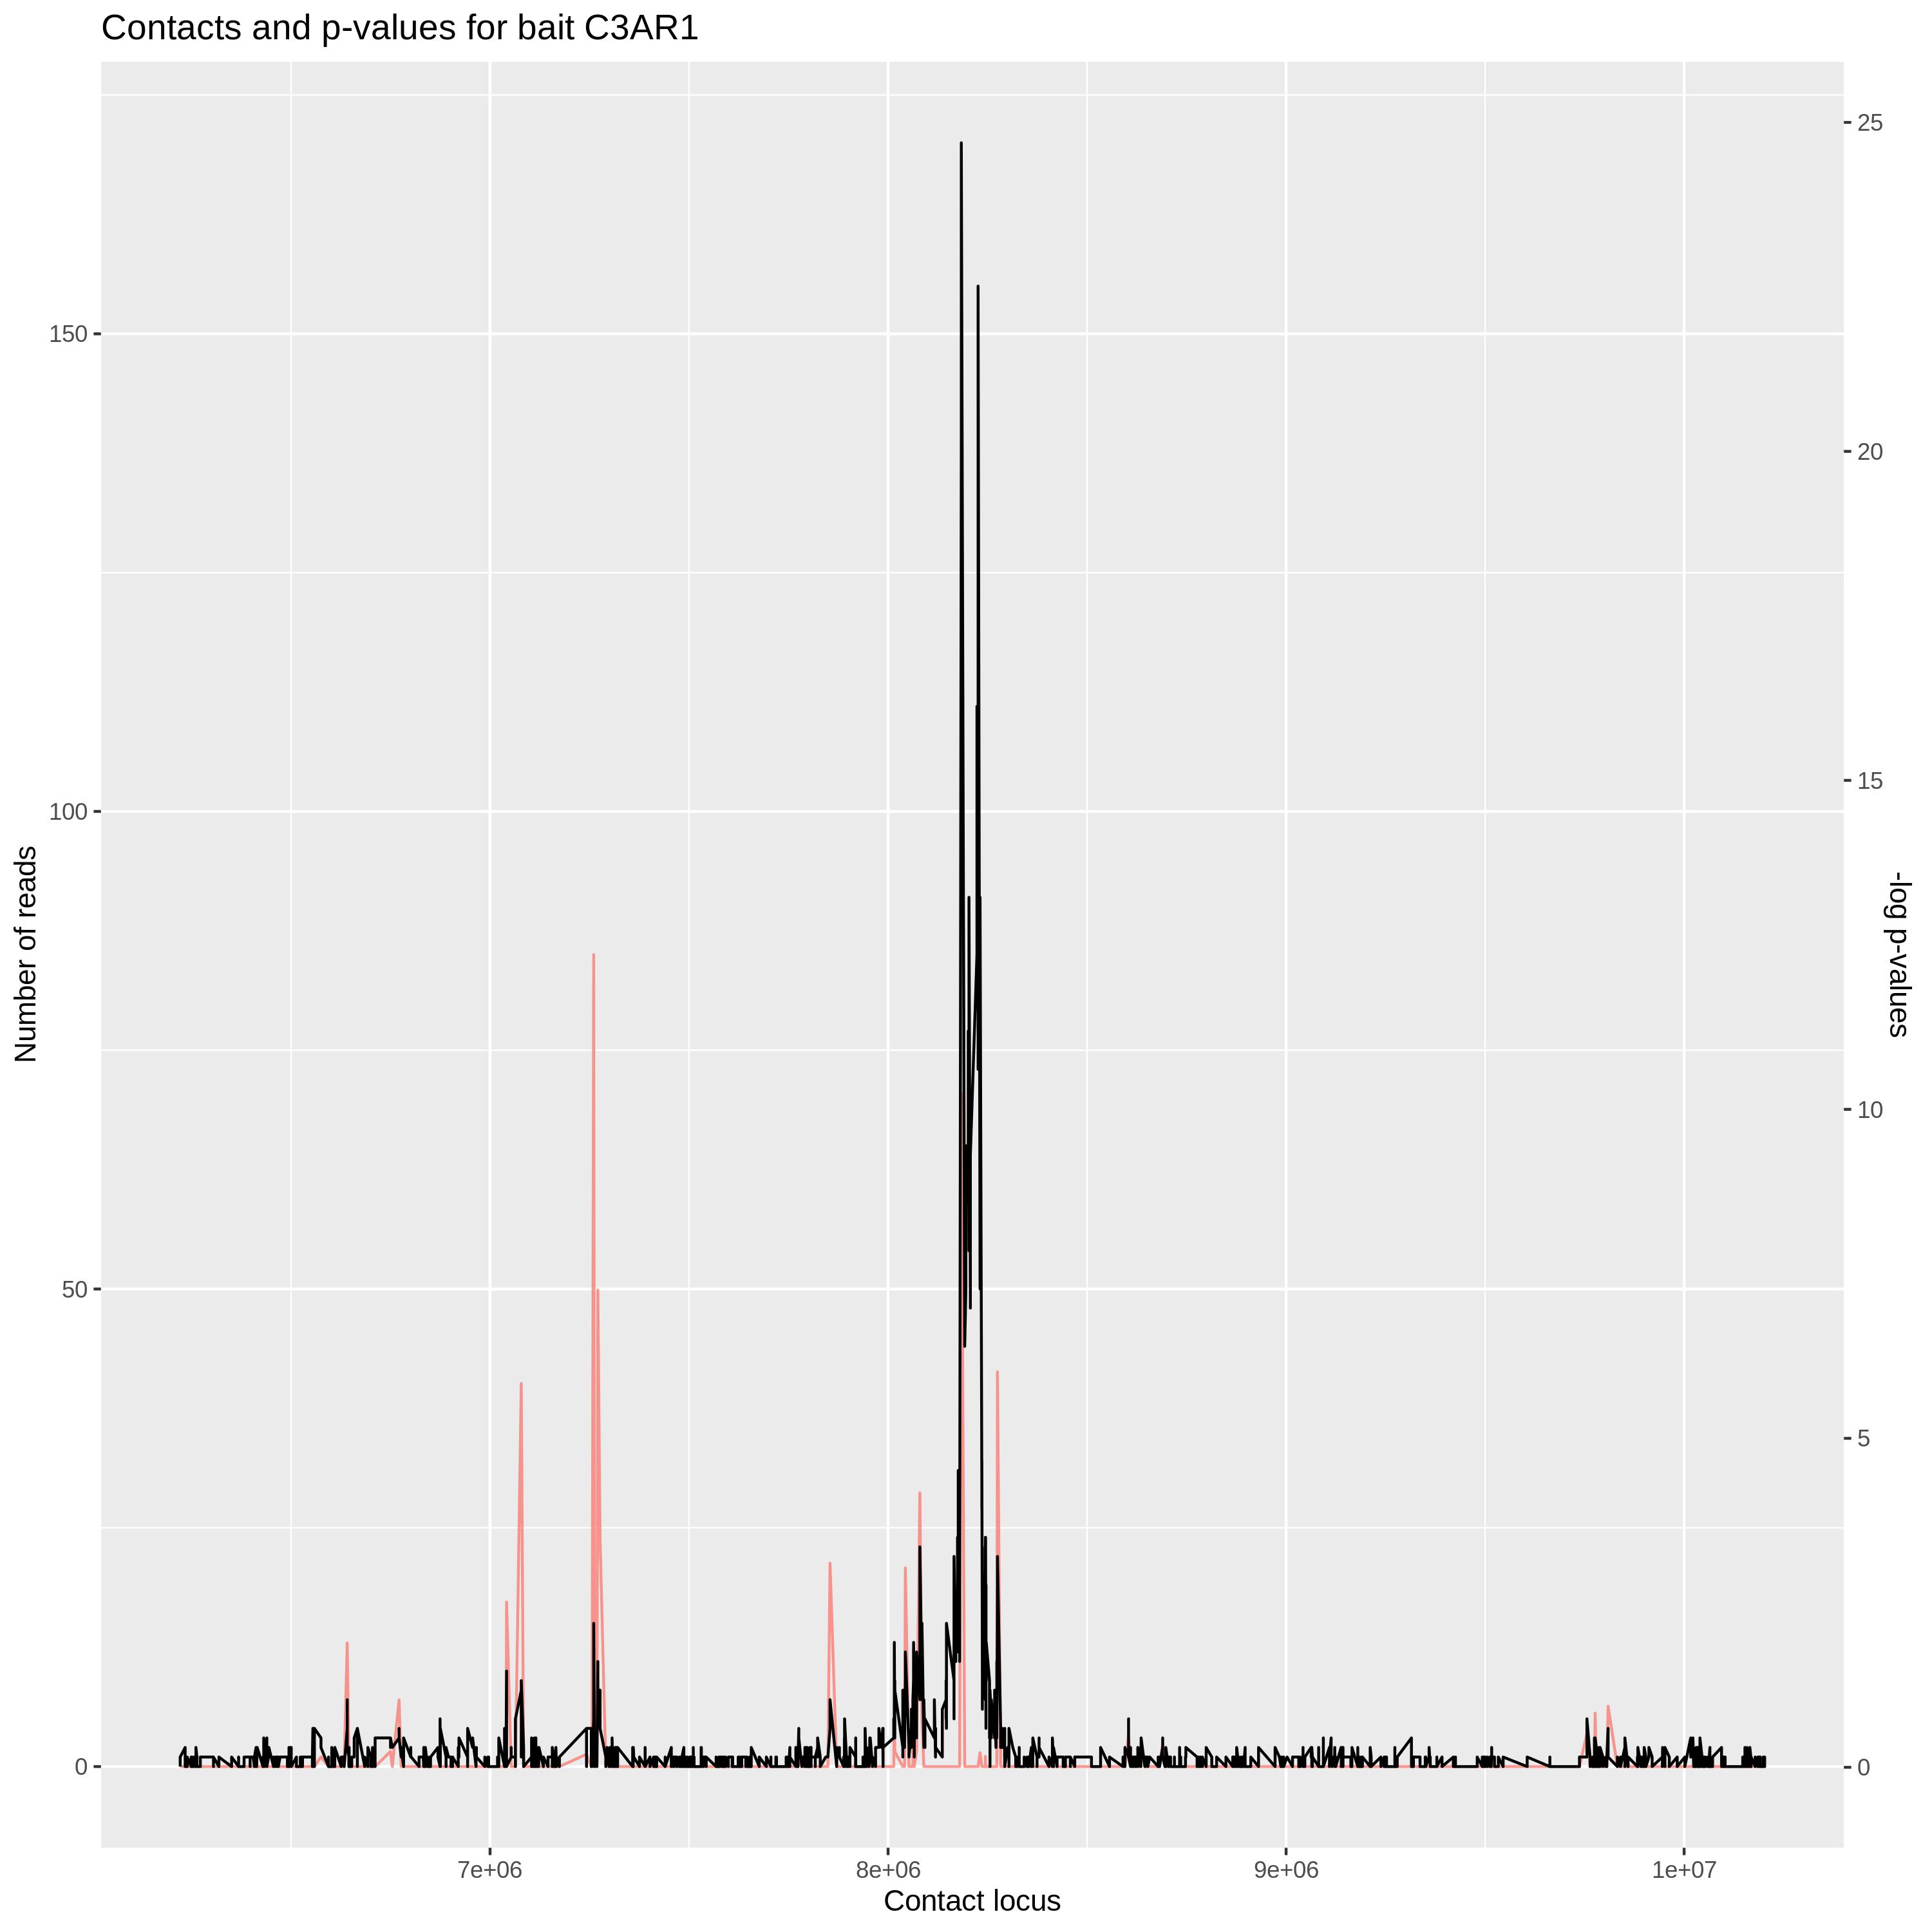 Contacts and p-values for bait C3AR1
150
100
50
0
Number of reads
25
20
15
10
5
0
-log p-values
7e+06
8e+06
9e+06
1e+07
Contact locus